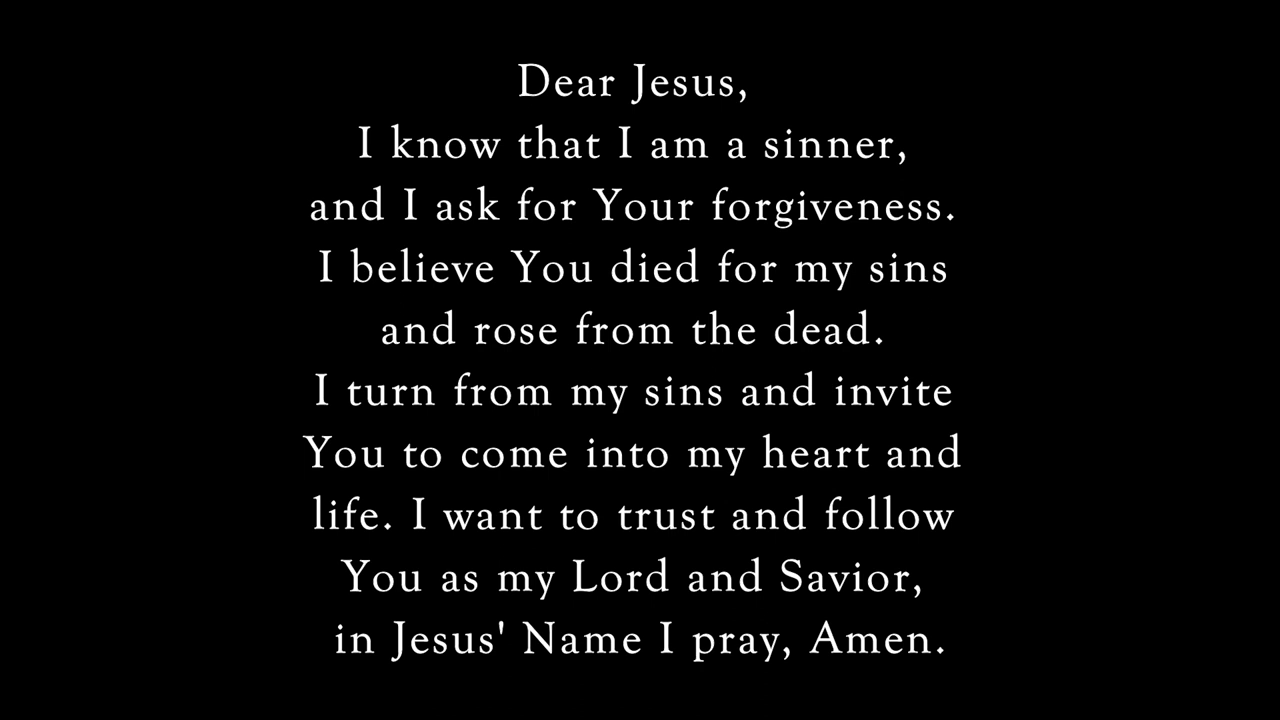 Dear Jesus,
I know that I am a sinner,
and I ask for Your forgiveness.
I believe You died for my sins
and rose from the dead.
I turn from my sins and invite
You to come into my heart and
life. I want to trust and follow
You as my Lord and Savior,
in Jesus' Name I pray, Amen.